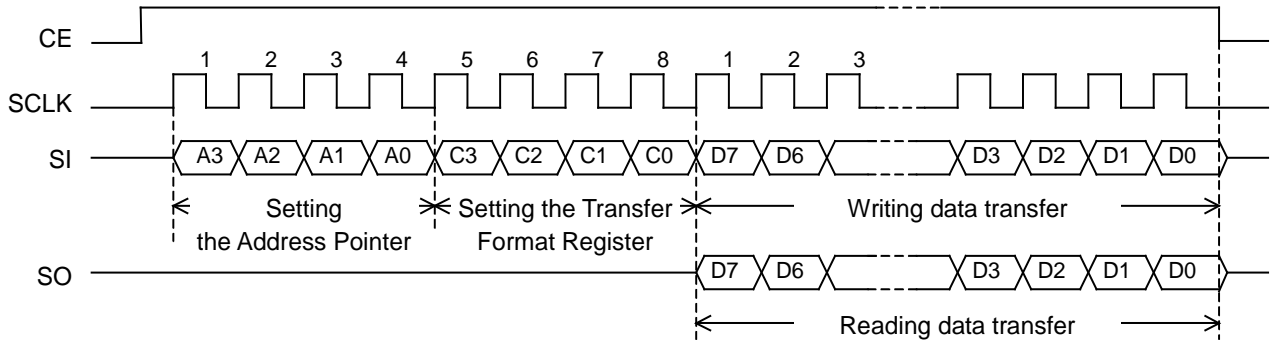 CE
1 2 3 4 5 6 7 8 1 2 3
SCLK
SI A3 A2 A1 A0 C3 C2 C1 C0 D7 D6 D3 D2 D1 D0
Setting Setting the Transfer Writing data transfer
the Address Pointer Format Register
SO D7 D6 D3 D2 D1 D0
Reading data transfer